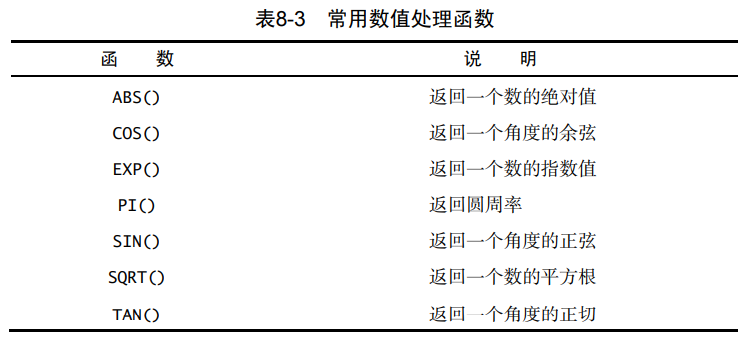 表8-3 常用数值处理函数
函 数 说 明
ABS() 返回一个数的绝对值
COS() 返回一个角度的余弦
EXP() 返回一个数的指数值
PI() 返回圆周率
SIN() 返回一个角度的正弦
SQRT() 返回一个数的平方根
TAN() 返回一个角度的正切